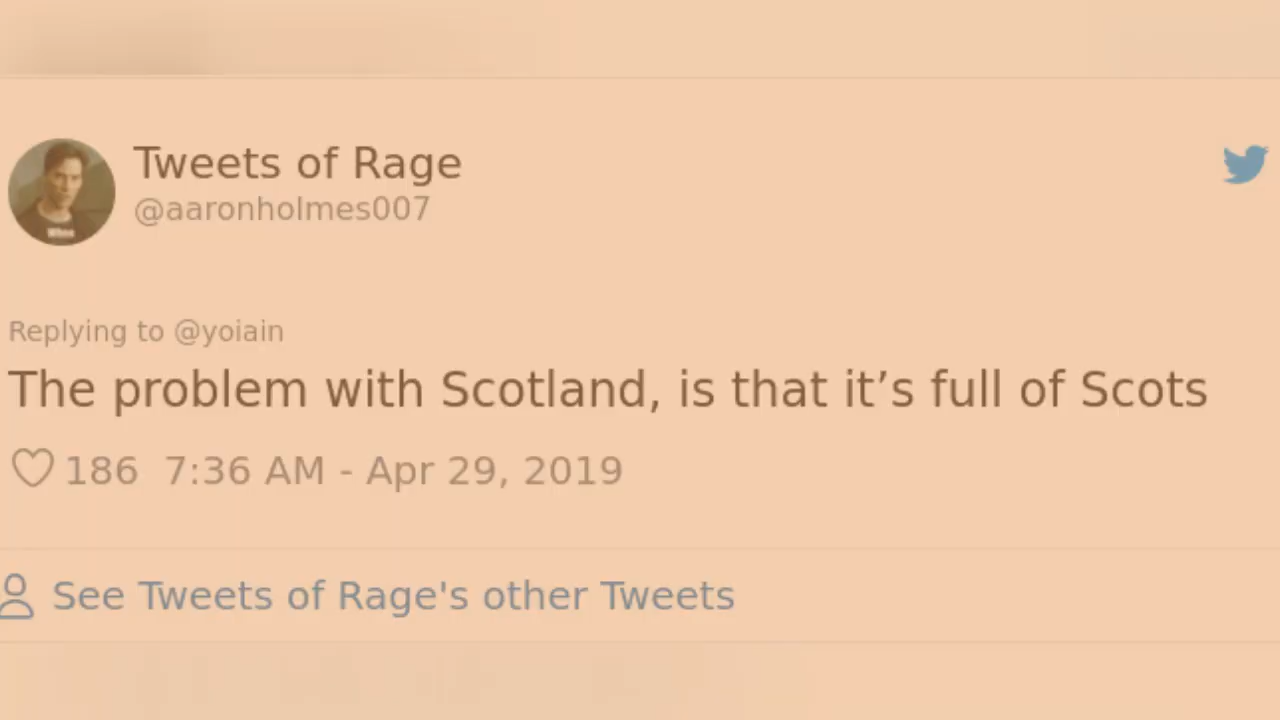 Tweets of Rage
@aaronholmes007
Replying to @yoiain
The problem with Scotland, is that it’s full of Scots
186 7:36 AM - Apr 29, 2019
See Tweets of Rage's other Tweets